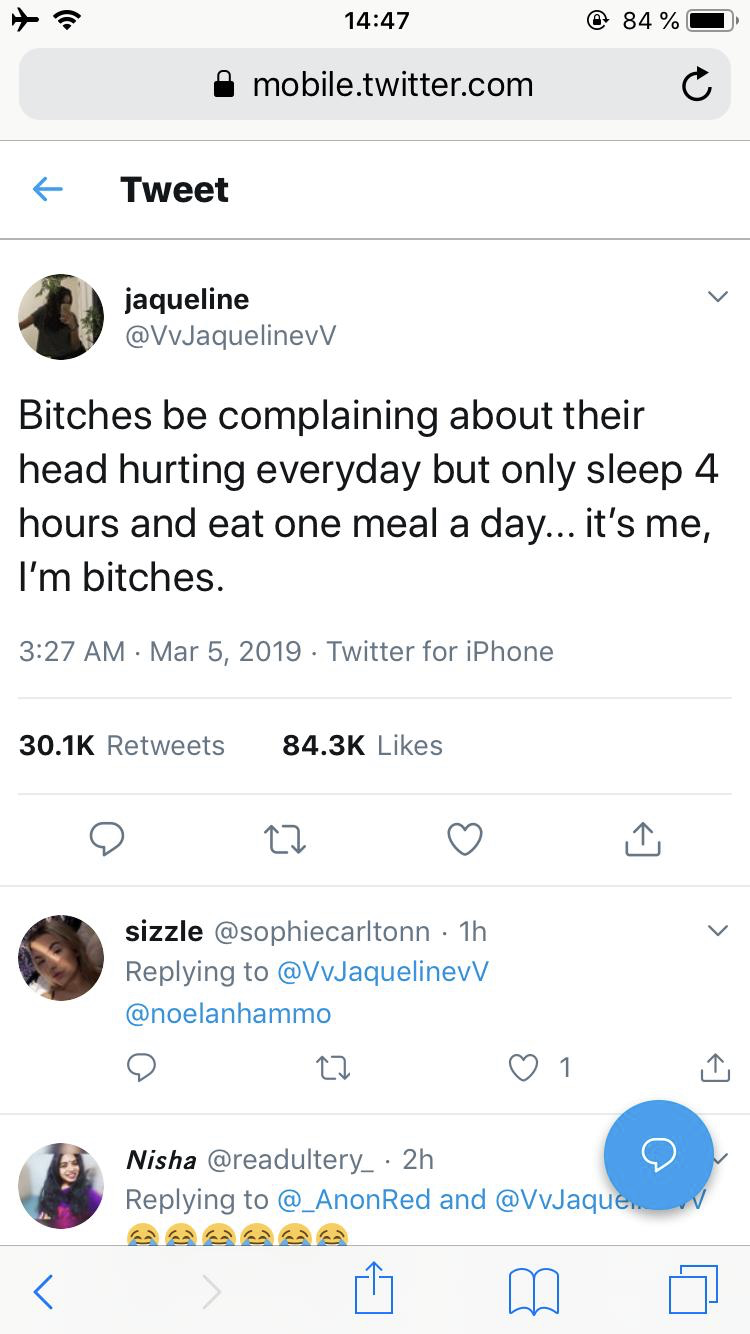 14:47
84 %
mobile.twitter.com
Tweet
jaqueline
@VvJaquelinevV
Bitches be complaining about their
head hurting everyday but only sleep 4
hours and eat one meal a day... it's me,
I'm bitches.
3:27 AM · Mar 5, 2019 · Twitter for iPhone
30.1K Retweets 84.3K Likes
sizzle @sophiecarltonn · 1h
Replying to @VvJaquelinevV
@noelanhammo
1
Nisha @readultery_ · 2h
Replying to @_AnonRed and
😂😂😂😂😂😂